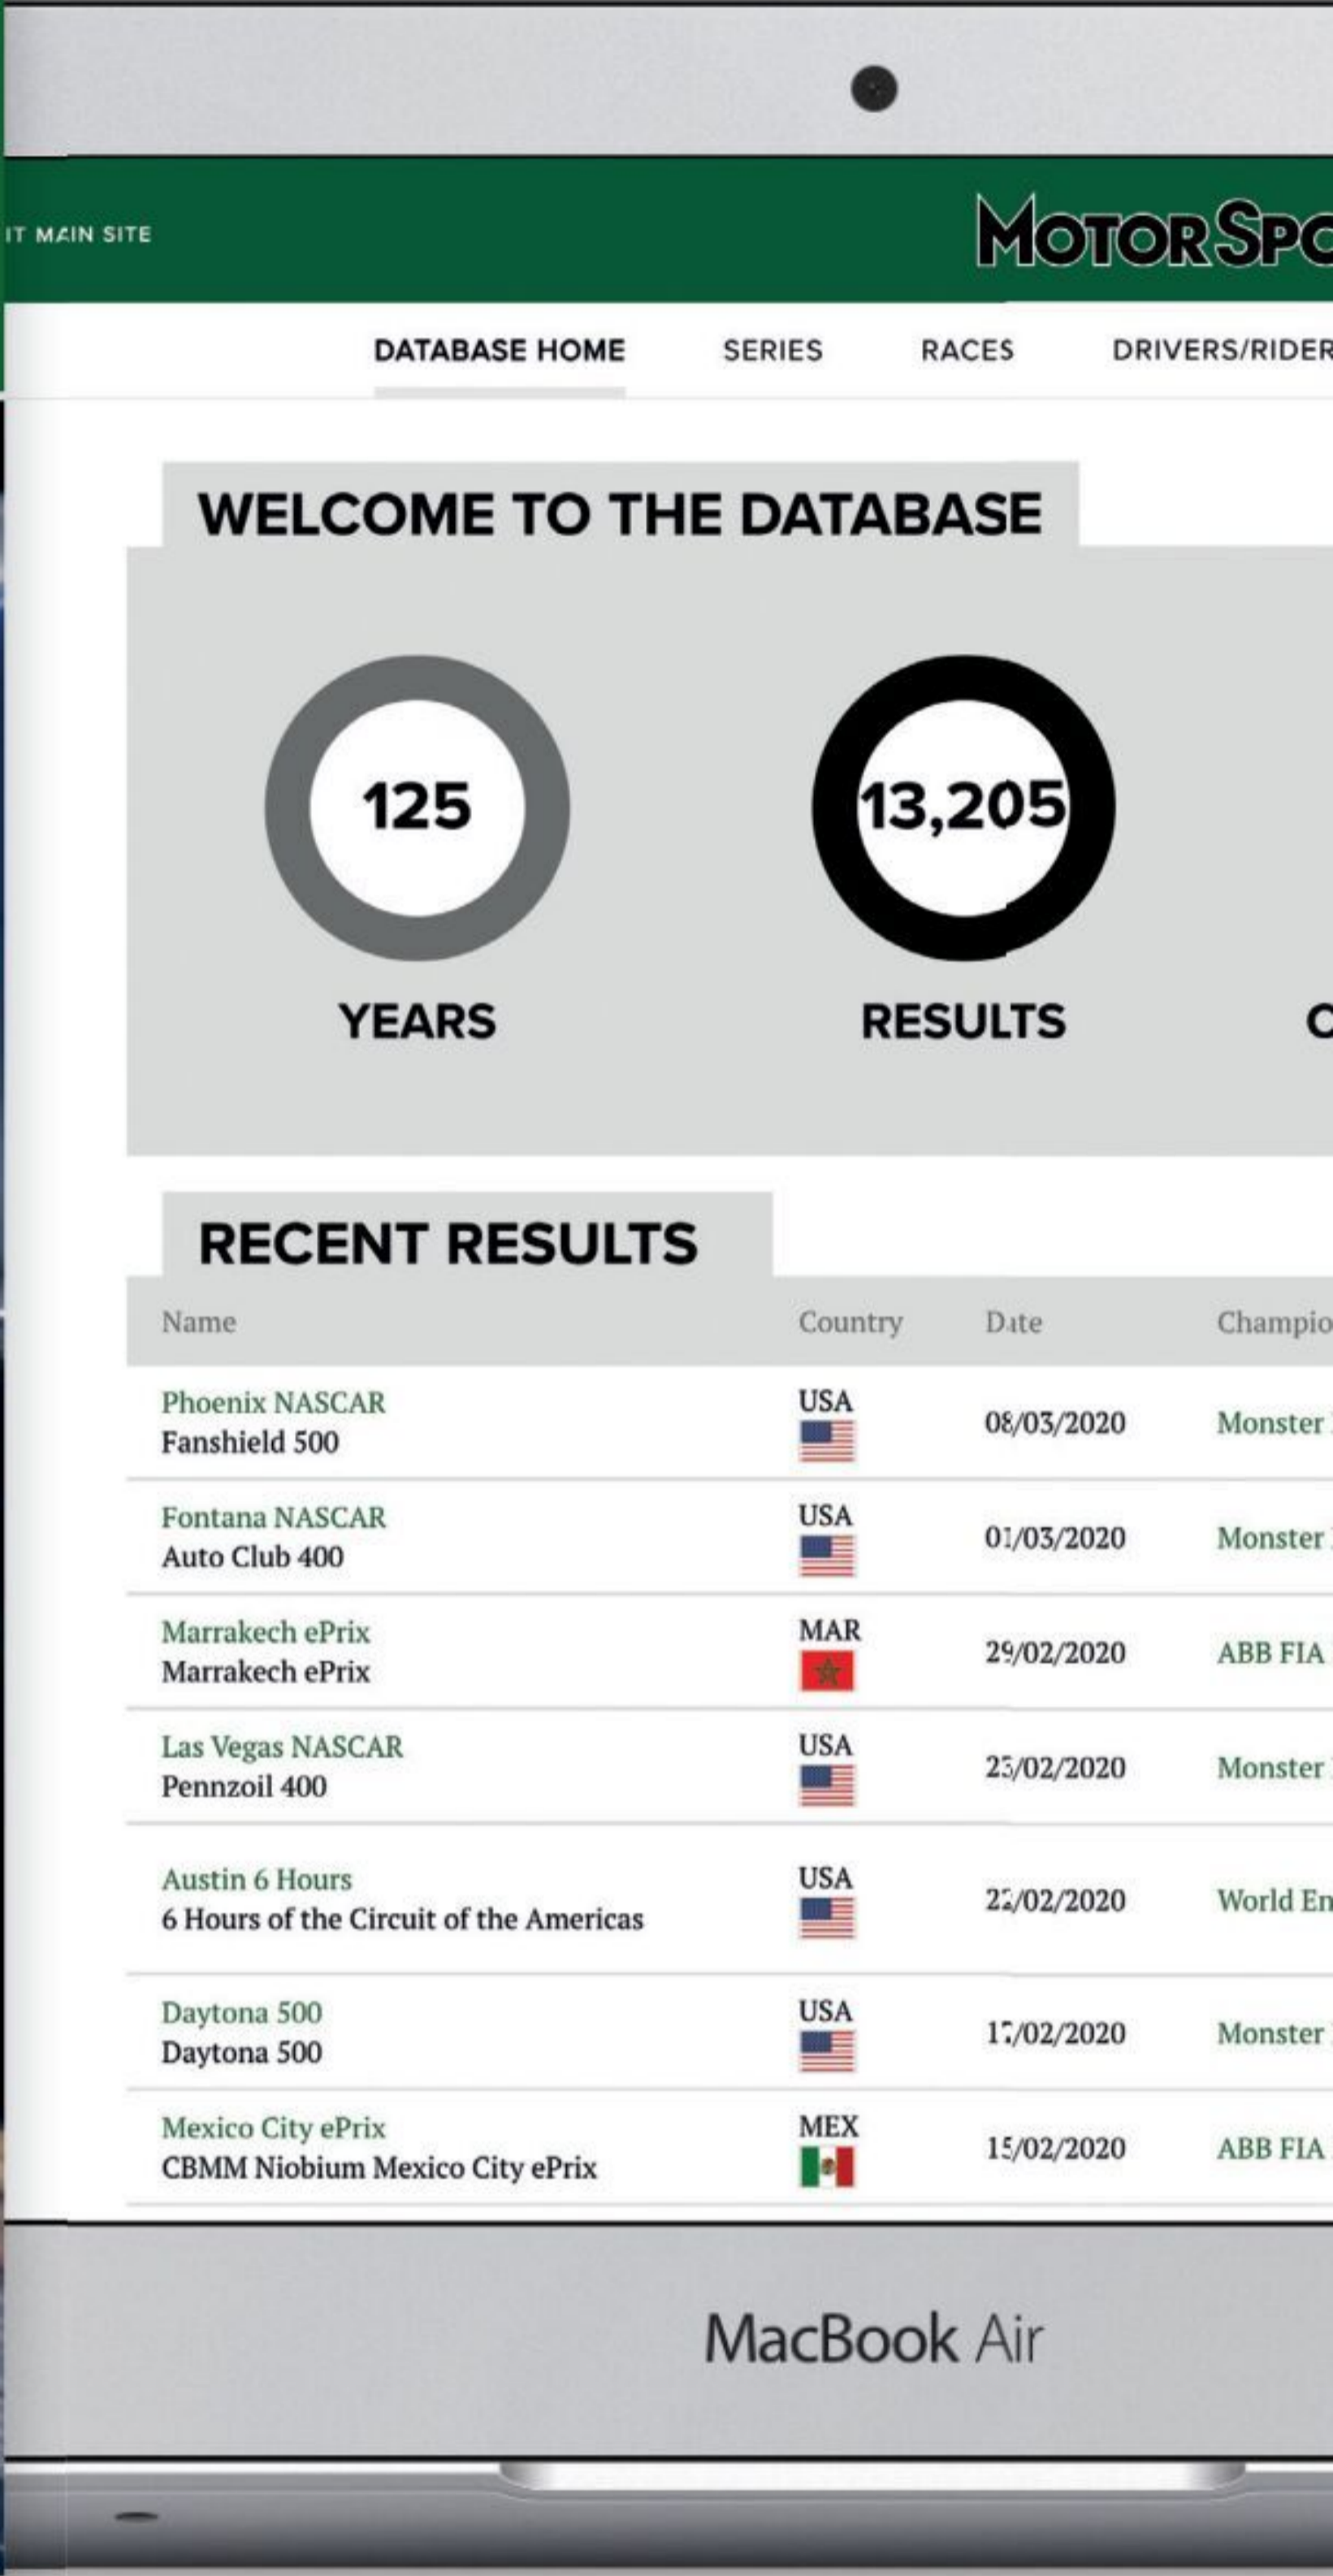 IT MAIN SITE
MOTOR SPO
DATABASE HOME SERIES RACES DRIVERS/RIDER
WELCOME TO THE DATABASE
125 13,205
YEARS RESULTS
RECENT RESULTS
Name Country Date Champio
Phoenix NASCAR USA
Fanshield 500 08/03/2020 Monster
Fontana NASCAR USA
Auto Club 400 01/03/2020 Monster
Marrakech ePrix MAR
Marrakech ePrix 29/02/2020 ABB FIA
Las Vegas NASCAR USA
Pennzoil 400 23/02/2020 Monster
Austin 6 Hours USA
6 Hours of the Circuit of the Americas 22/02/2020 World En
Daytona 500 USA
Daytona 500 17/02/2020 Monster
Mexico City ePrix MEX
CBMM Niobium Mexico City ePrix 15/02/2020 ABB FIA
MacBook Air